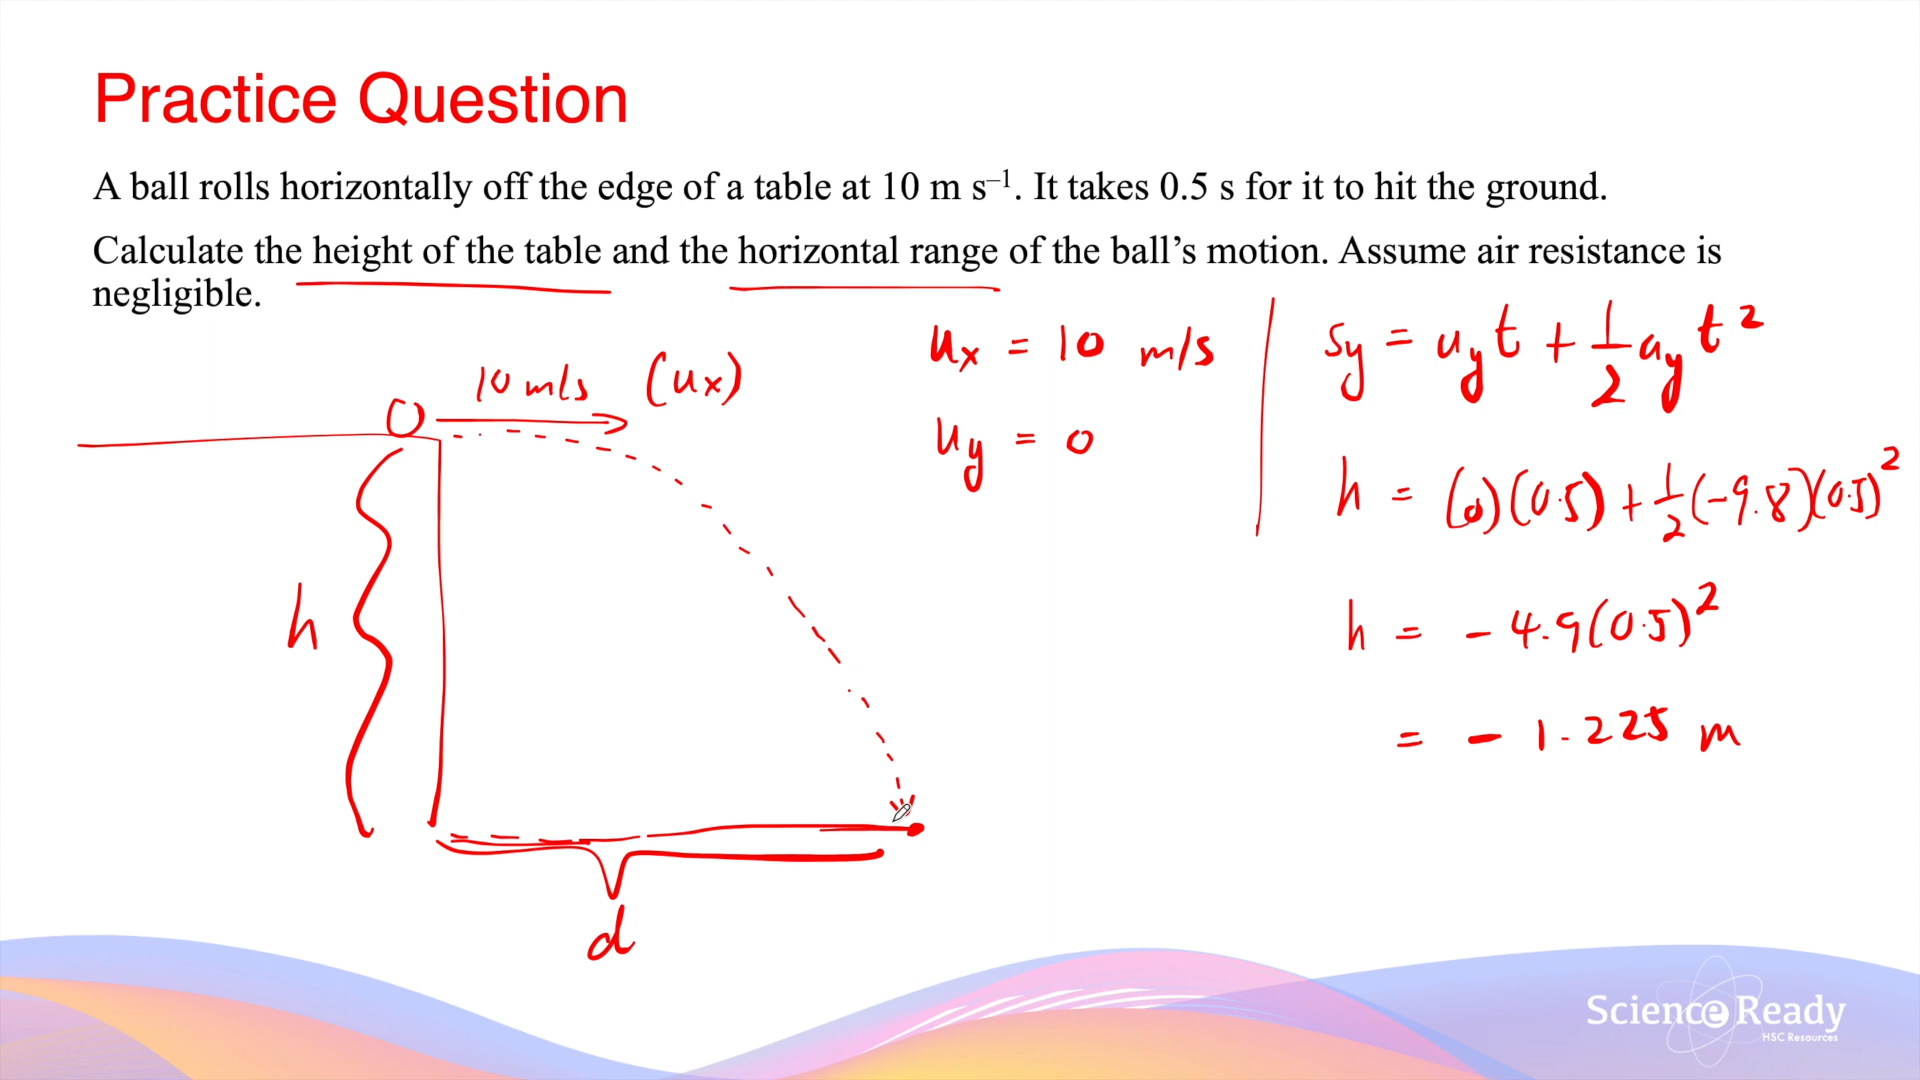 Practice Question
A ball rolls horizontally off the edge of a table at 10 m s⁻¹. It takes 0.5 s for it to hit the ground.
Calculate the height of the table and the horizontal range of the ball’s motion. Assume air resistance is
negligible.
10 m/s (ux)
h
d
ux = 10 m/s
uy = 0
sy = uy t + 1/2 ay t²
h = (0)(0.5) + 1/2 (-9.8)(0.5)²
h = - 4.9(0.5)²
= - 1.225 m
Science Ready
HSC Resources